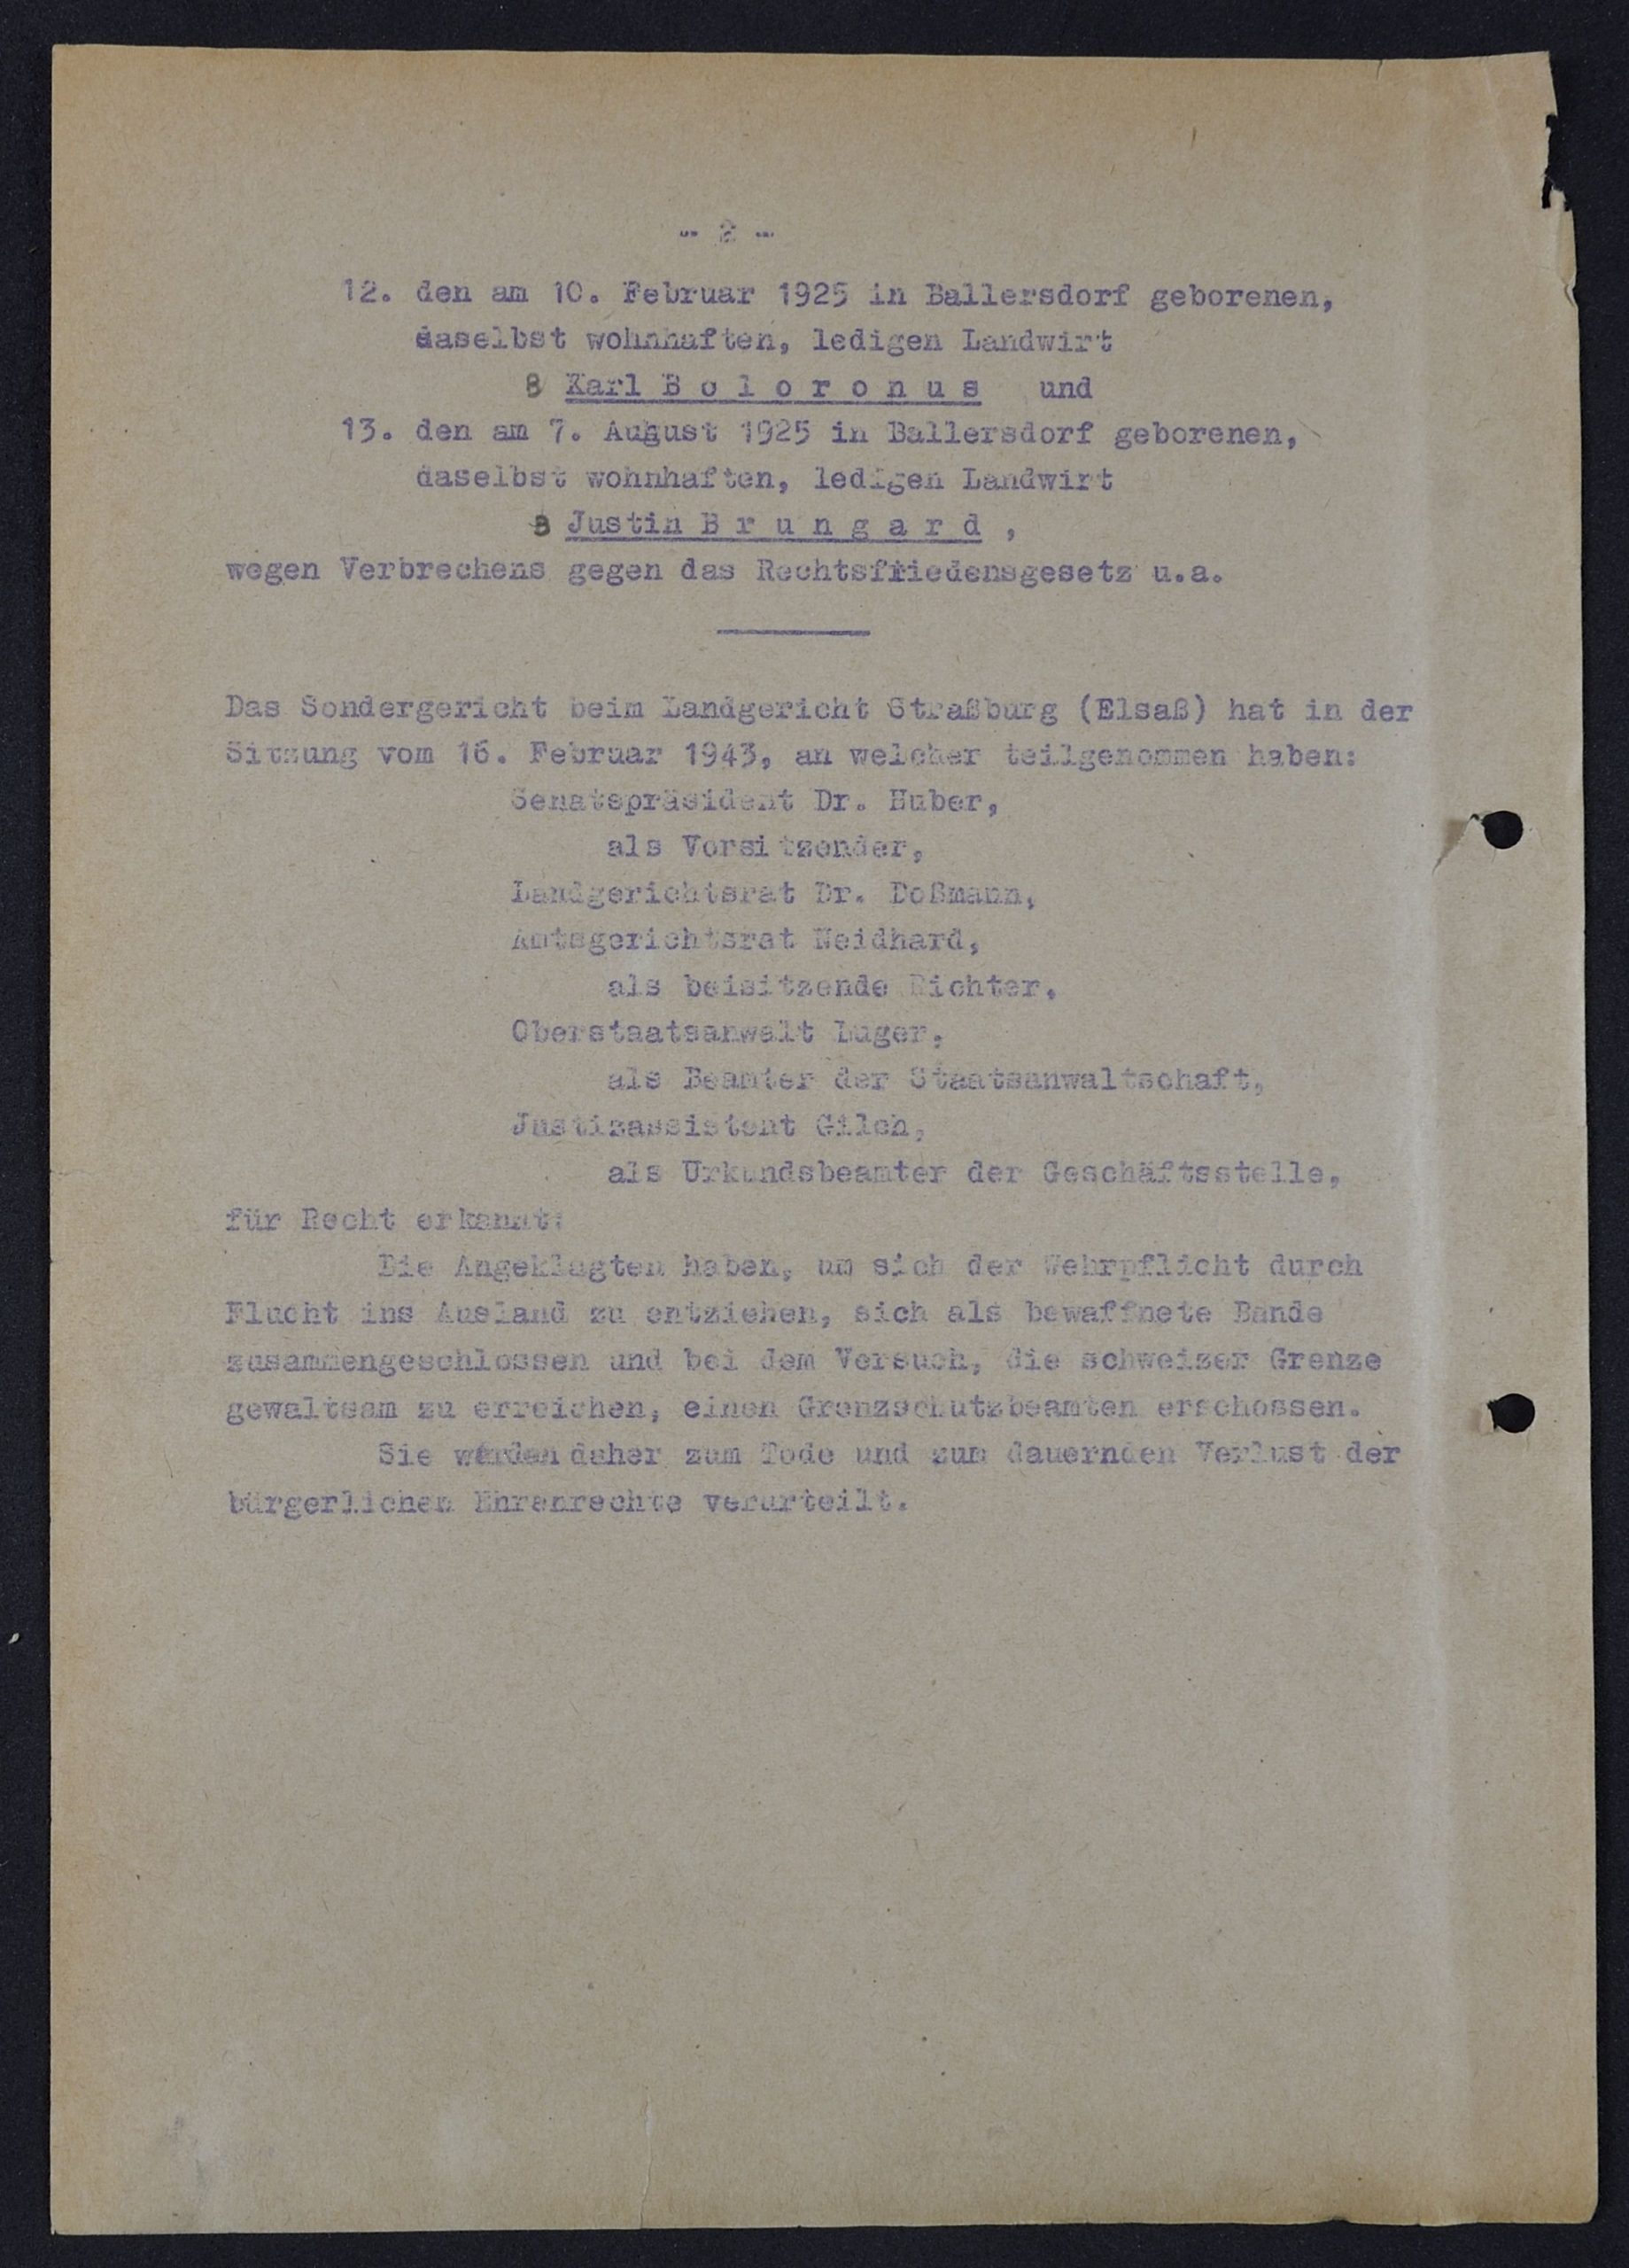 - 2 -
12. den am 10. Februar 1925 in Ballersdorf geborenen,
daselbst wohnhaften, ledigen Landwirt
8 Karl B o l o r o n u s und
13. den am 7. August 1925 in Ballersdorf geborenen,
daselbst wohnhaften, ledigen Landwirt
B Justin B r u n g a r d ,
wegen Verbrechens gegen das Rechtsfriedensgesetz u.a.
Das Sondergericht beim Landgericht Straßburg (Elsaß) hat in der
Sitzung vom 16. Februar 1943, an welcher teilgenommen haben:
Senatspräsident Dr. Huber,
als Vorsitzender,
Landgerichtsrat Dr. Doßmann,
Amtsgerichtsrat Neidhard,
als beisitzende Richter,
Oberstaatsanwalt Luger,
als Beamter der Staatsanwaltschaft,
Justizassistent Gilch,
als Urkundsbeamter der Geschäftsstelle,
für Recht erkannt:
Die Angeklagten haben, um sich der Wehrpflicht durch
Flucht ins Ausland zu entziehen, sich als bewaffnete Bande
zusammengeschlossen und bei dem Versuch, die schweizer Grenze
gewaltsam zu erreichen, einen Grenzschutzbeamten erschossen.
Sie werden daher zum Tode und zum dauernden Verlust der
bürgerlichen Ehrenrechte verurteilt.